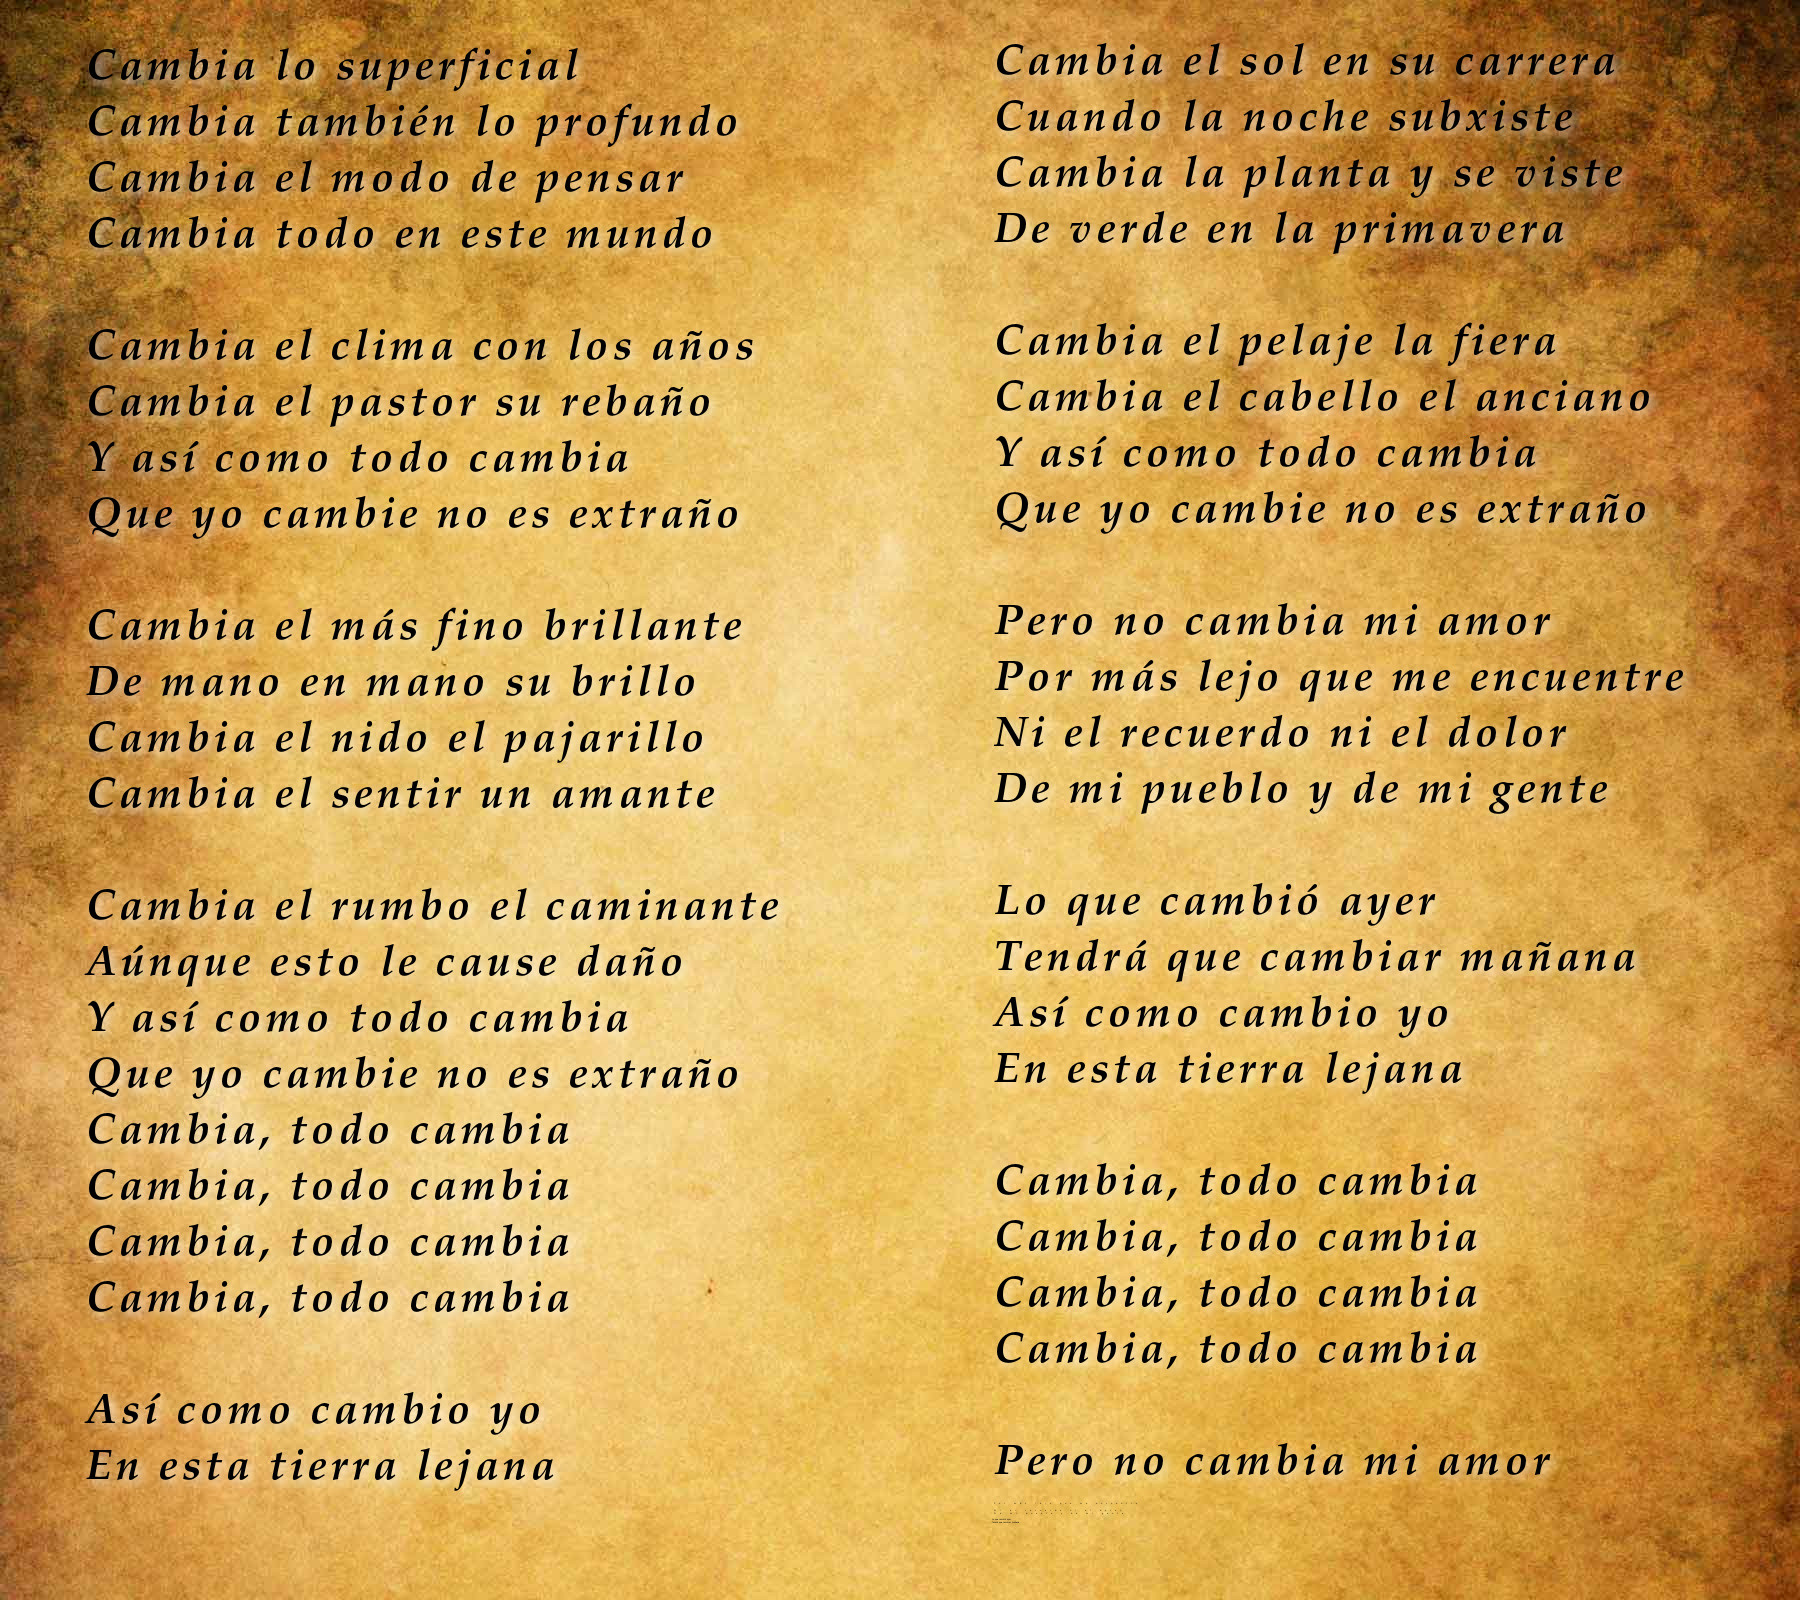 Cambia lo superficial
Cambia también lo profundo
Cambia el modo de pensar
Cambia todo en este mundo
Cambia el clima con los años
Cambia el pastor su rebaño
Y así como todo cambia
Que yo cambie no es extraño
Cambia el más fino brillante
De mano en mano su brillo
Cambia el nido el pajarillo
Cambia el sentir un amante
Cambia el rumbo el caminante
Aúnque esto le cause daño
Y así como todo cambia
Que yo cambie no es extraño
Cambia, todo cambia
Cambia, todo cambia
Cambia, todo cambia
Cambia, todo cambia
Así como cambio yo
En esta tierra lejana
Cambia el sol en su carrera
Cuando la noche subxiste
Cambia la planta y se viste
De verde en la primavera
Cambia el pelaje la fiera
Cambia el cabello el anciano
Y así como todo cambia
Que yo cambie no es extraño
Pero no cambia mi amor
Por más lejo que me encuentre
Ni el recuerdo ni el dolor
De mi pueblo y de mi gente
Lo que cambió ayer
Tendrá que cambiar mañana
Así como cambio yo
En esta tierra lejana
Cambia, todo cambia
Cambia, todo cambia
Cambia, todo cambia
Cambia, todo cambia
Pero no cambia mi amor